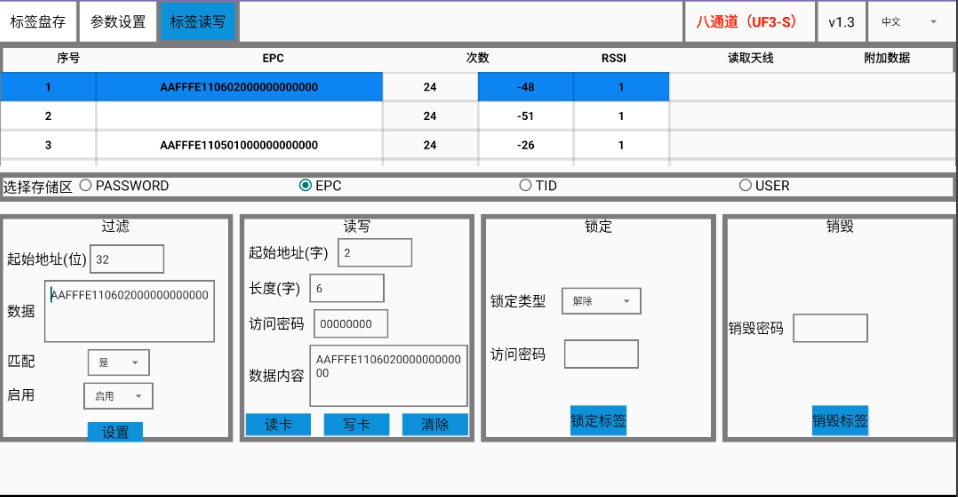 标签盘存 参数设置 标签读写 八通道（UF3-S） v1.3 中文
序号 EPC 次数 RSSI 读取天线 附加数据
1 AAFFFE110602000000000000 24 -48 1
2 24 -51 1
3 AAFFFE110501000000000000 24 -26 1
选择存储区 PASSWORD EPC TID USER
过滤
起始地址(位) 32
数据 AAFFFE110602000000000000
匹配 是
启用 启用
设置
读写
起始地址(字) 2
长度(字) 6
访问密码 00000000
数据内容 AAFFFE1106020000000000
00
读卡 写卡 清除
锁定
锁定类型 解除
访问密码
锁定标签
销毁
销毁密码
销毁标签